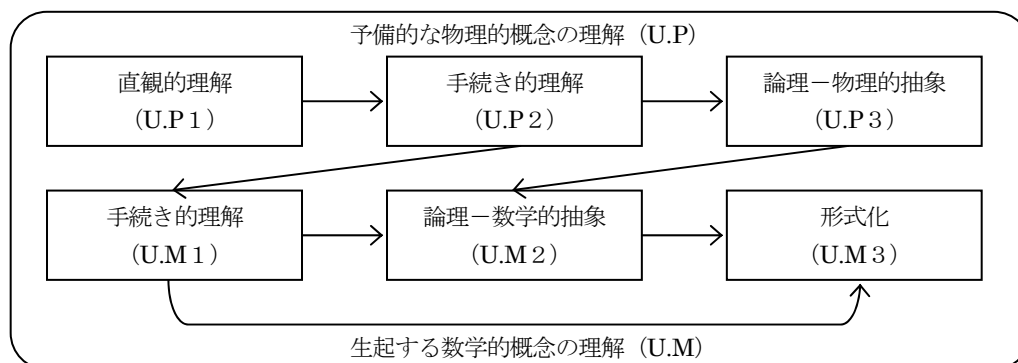 予備的な物理的概念の理解（U.P）
直観的理解
（U.P１）
手続き的理解
（U.P２）
論理－物理的抽象
（U.P３）
手続き的理解
（U.M１）
論理－数学的抽象
（U.M２）
形式化
（U.M３）
生起する数学的概念の理解（U.M）